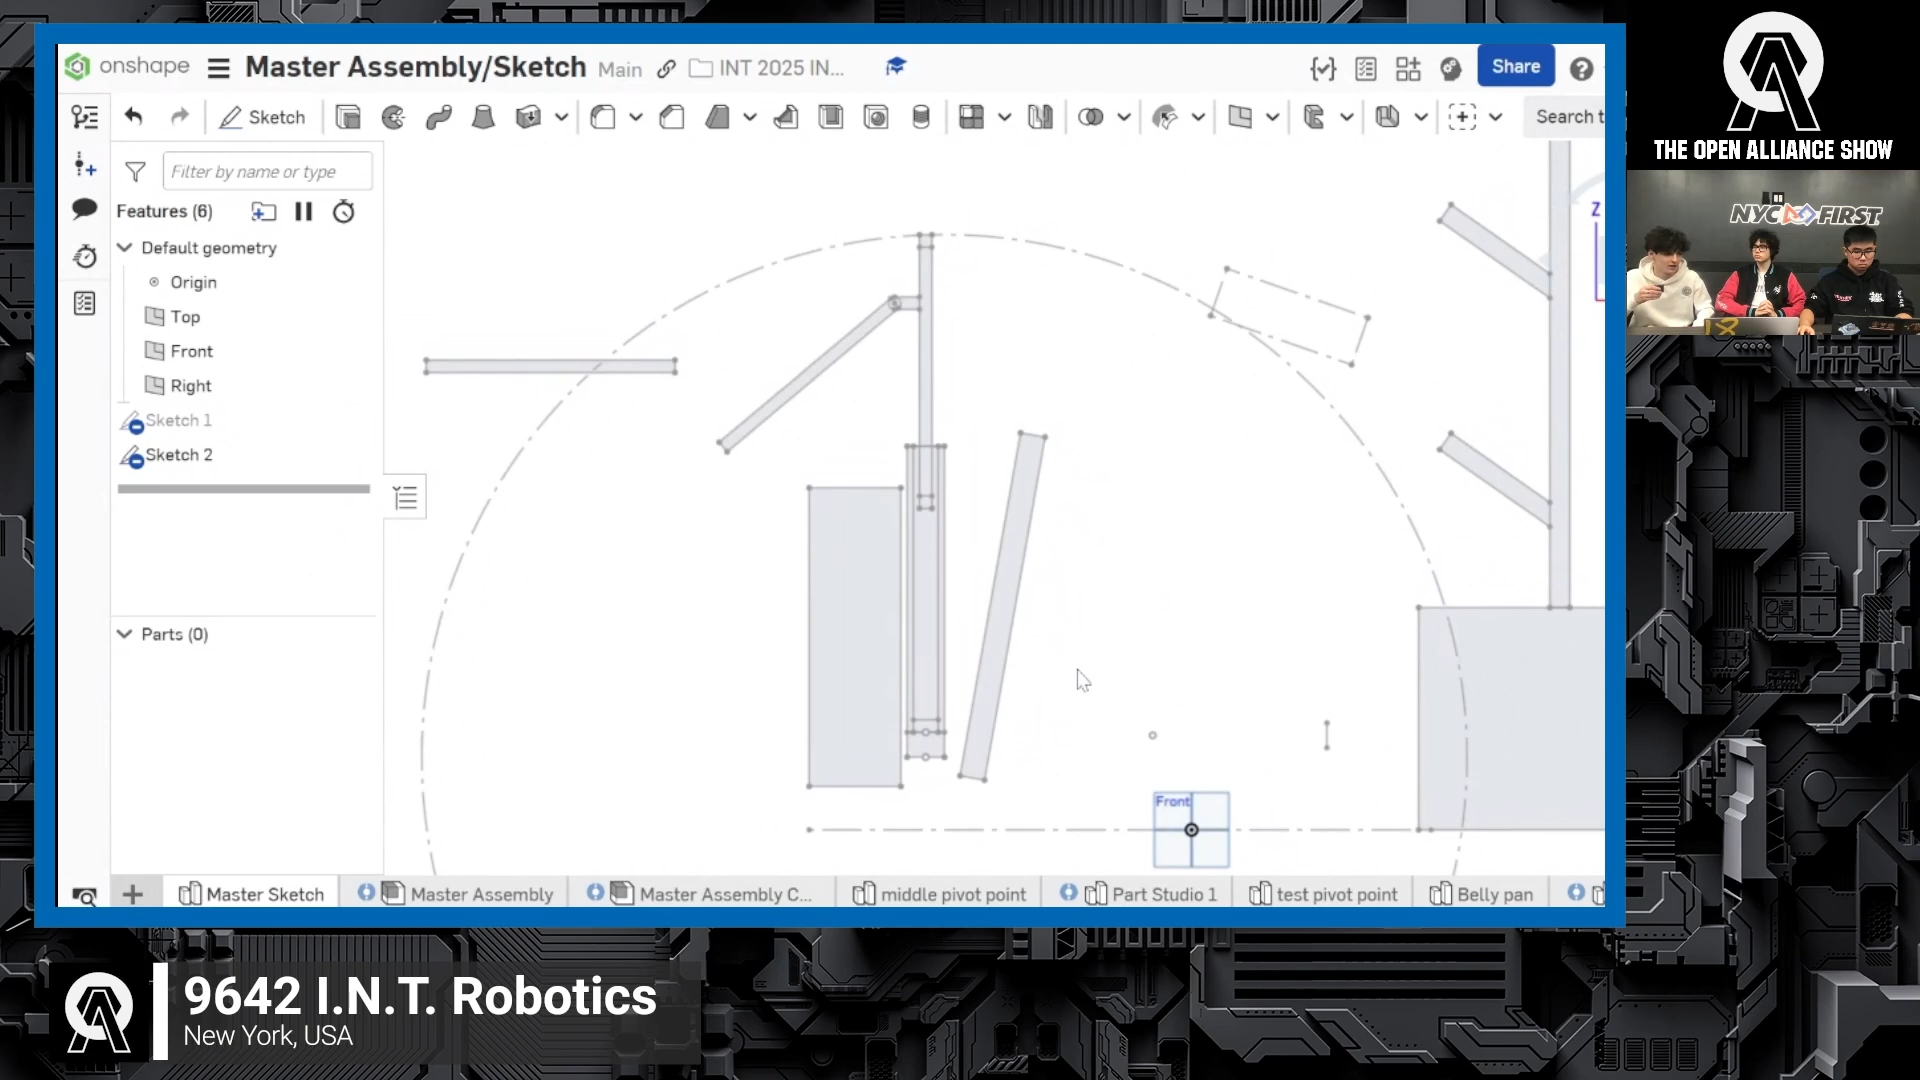 onshape
Master Assembly/Sketch Main INT 2025 IN...
Share
Sketch
Search t
Filter by name or type
Features (6)
Default geometry
Origin
Top
Front
Right
Sketch 1
Sketch 2
Parts (0)
Z
Front
Master Sketch
Master Assembly
Master Assembly C...
middle pivot point
Part Studio 1
test pivot point
Belly pan
THE OPEN ALLIANCE SHOW
NYC FIRST
9642 I.N.T. Robotics
New York, USA